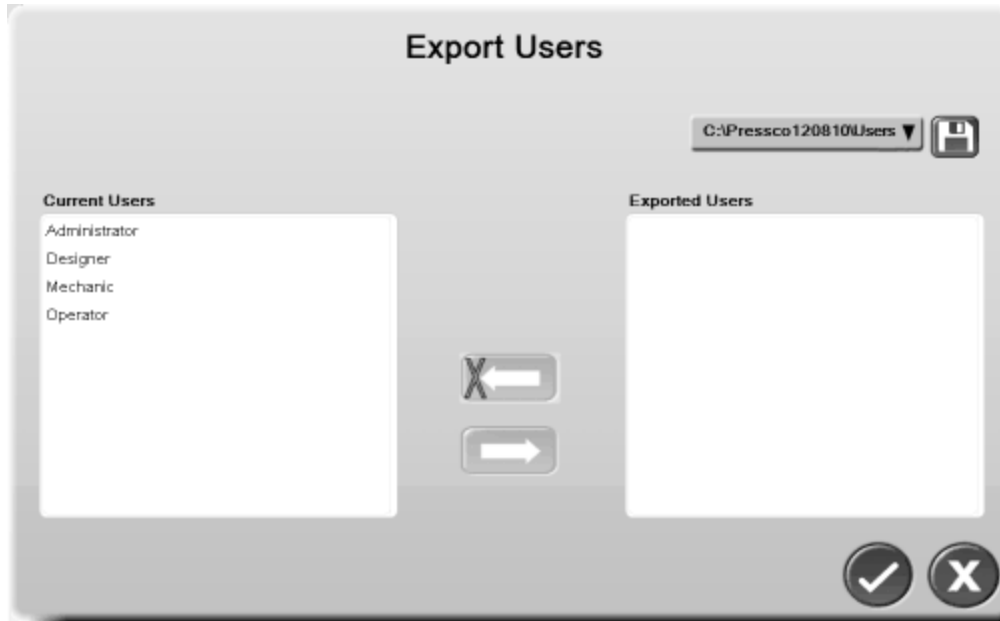 Export Users
C:\Pressco120810\Users
Current Users
Administrator
Designer
Mechanic
Operator
Exported Users